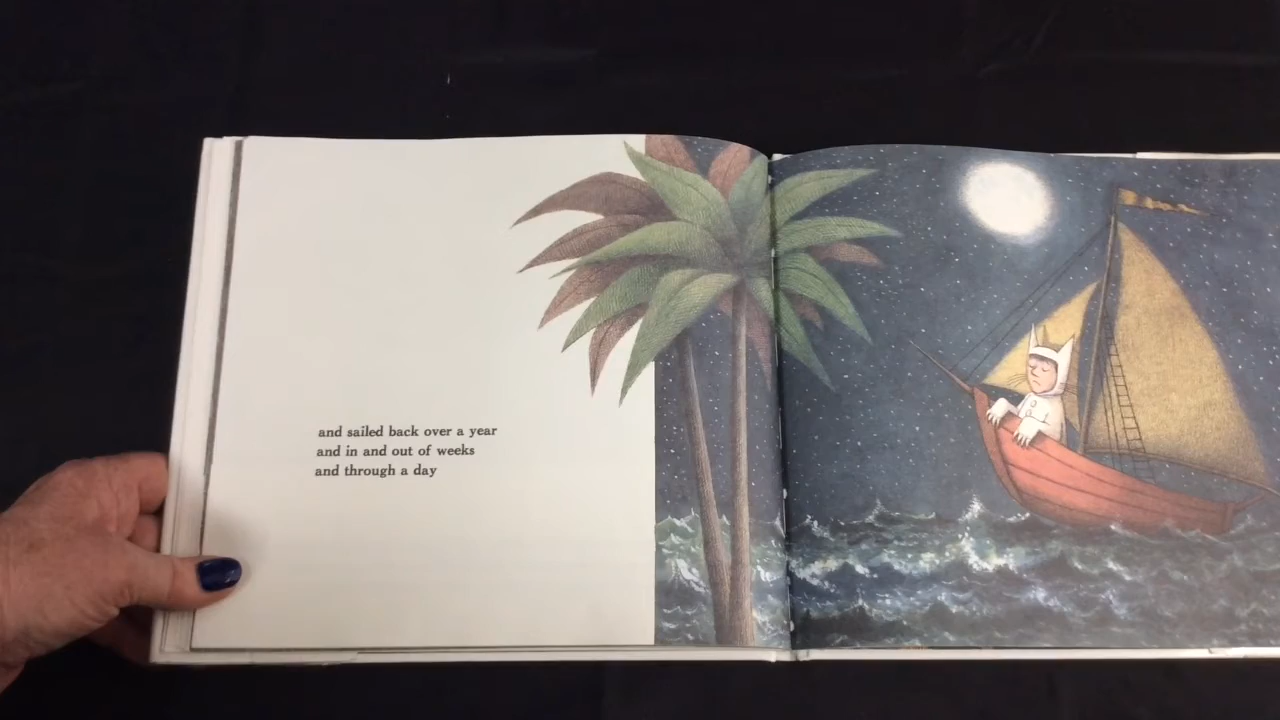 and sailed back over a year
and in and out of weeks
and through a day